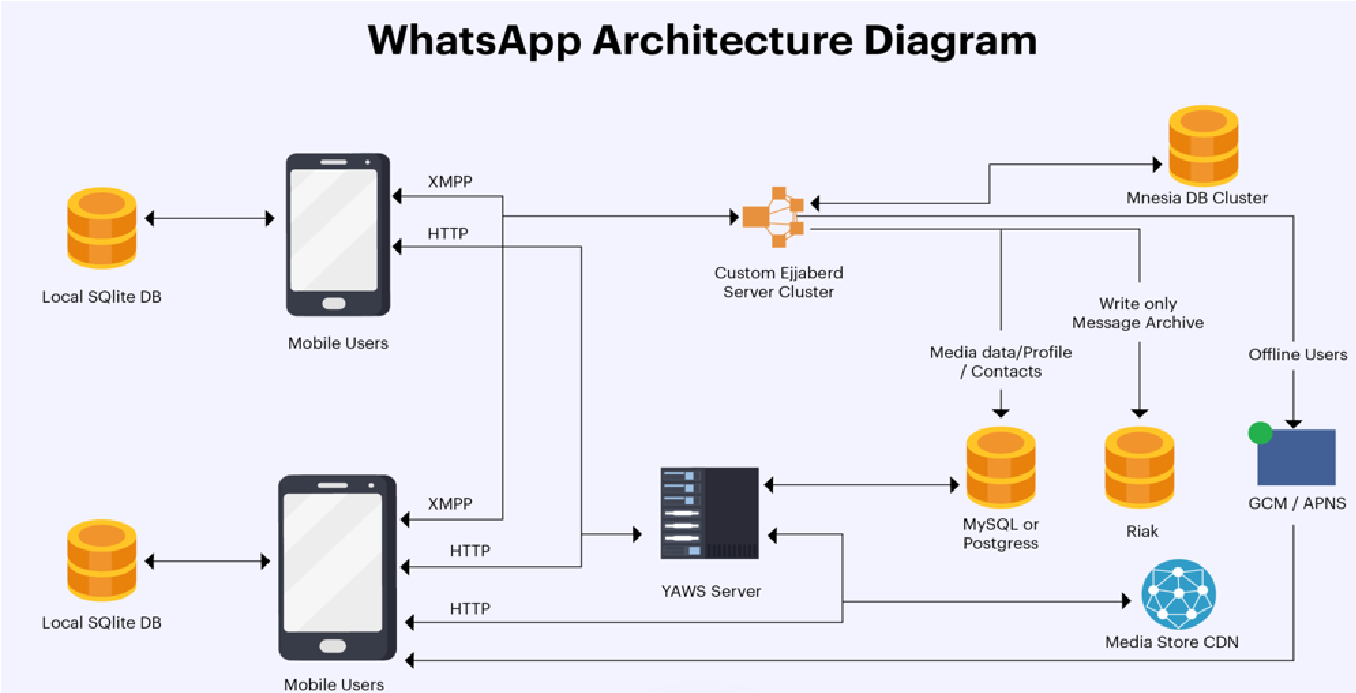 WhatsApp Architecture Diagram
XMPP
HTTP
Local SQlite DB
Mobile Users
Custom Ejjaberd
Server Cluster
Mnesia DB Cluster
Write only
Message Archive
Media data/Profile
/ Contacts
Offline Users
XMPP
HTTP
HTTP
Local SQlite DB
Mobile Users
YAWS Server
MySQL or
Postgress
Riak
GCM / APNS
Media Store CDN